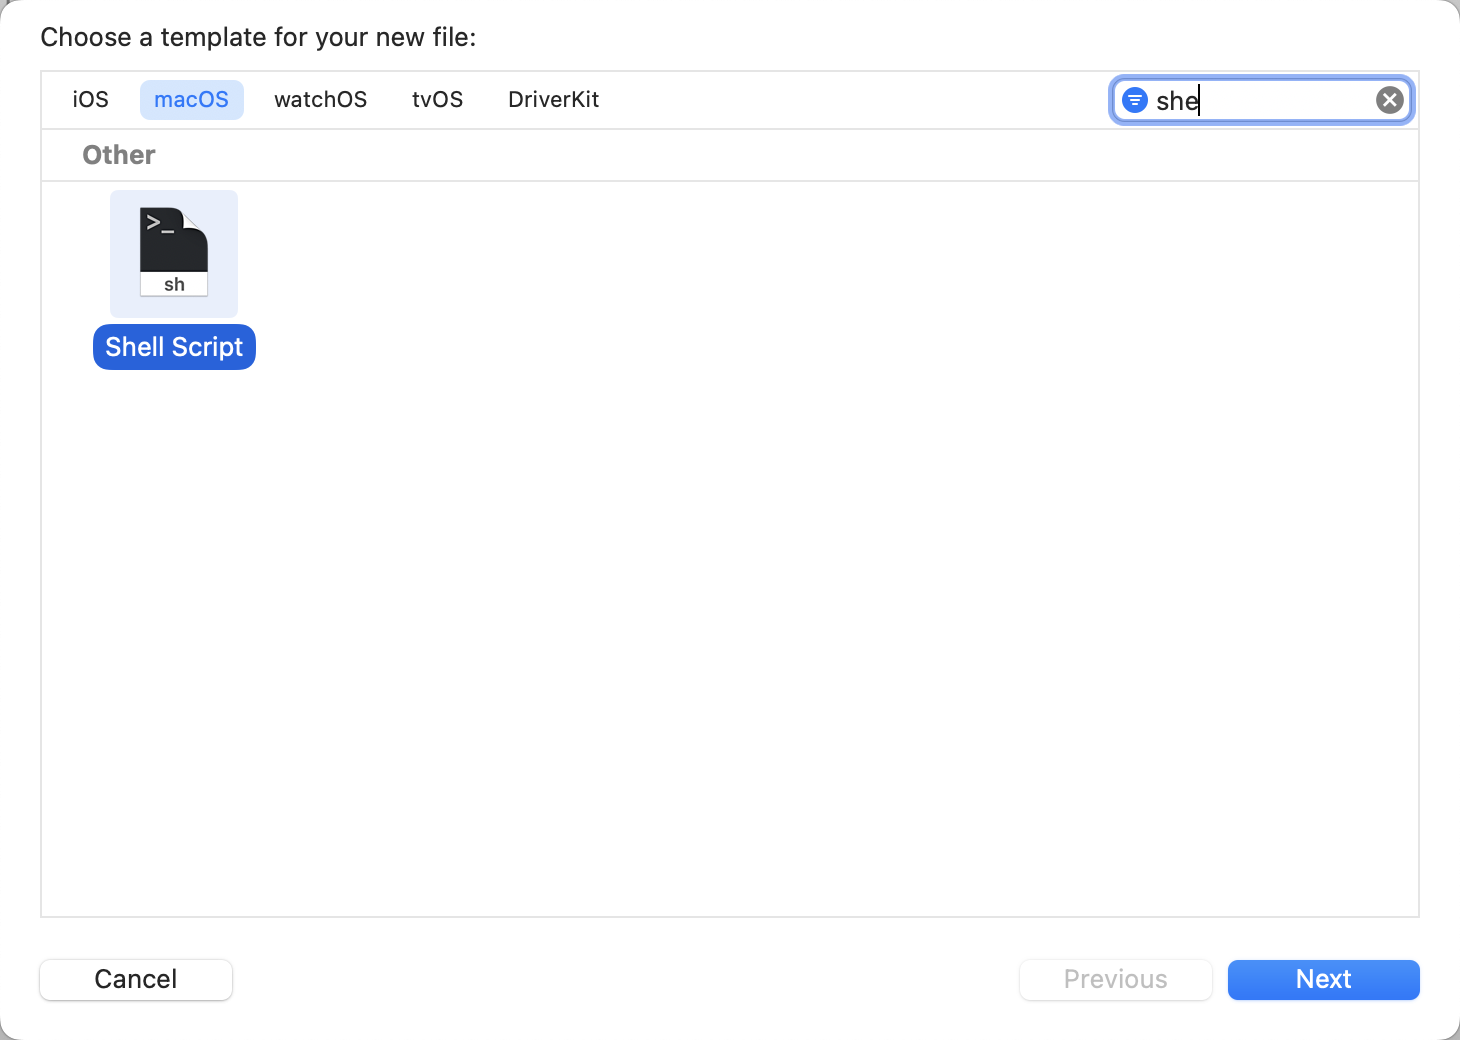 Choose a template for your new file:
iOS macOS watchOS tvOS DriverKit she
Other
>_
sh
Shell Script
Cancel Previous Next